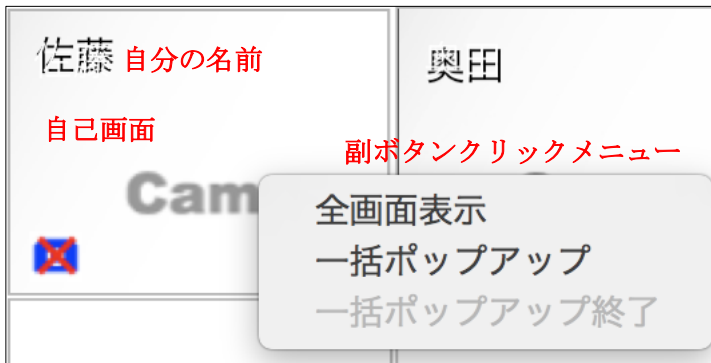 佐藤 自分の名前
奥田
自己画面
副ボタンクリックメニュー
Cam
全画面表示
一括ポップアップ
一括ポップアップ終了